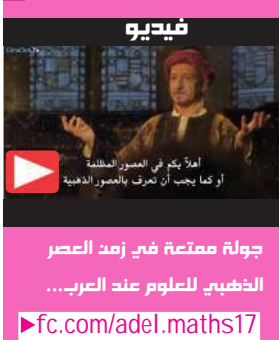 فيديو
أهلاً بكم في العصور المظلمة
أو كما يجب أن تعرف بالعصور الذهبية
جولة ممتعة في زمن العصر
الذهبي للعلوم عند العرب...
fc.com/adel.maths17